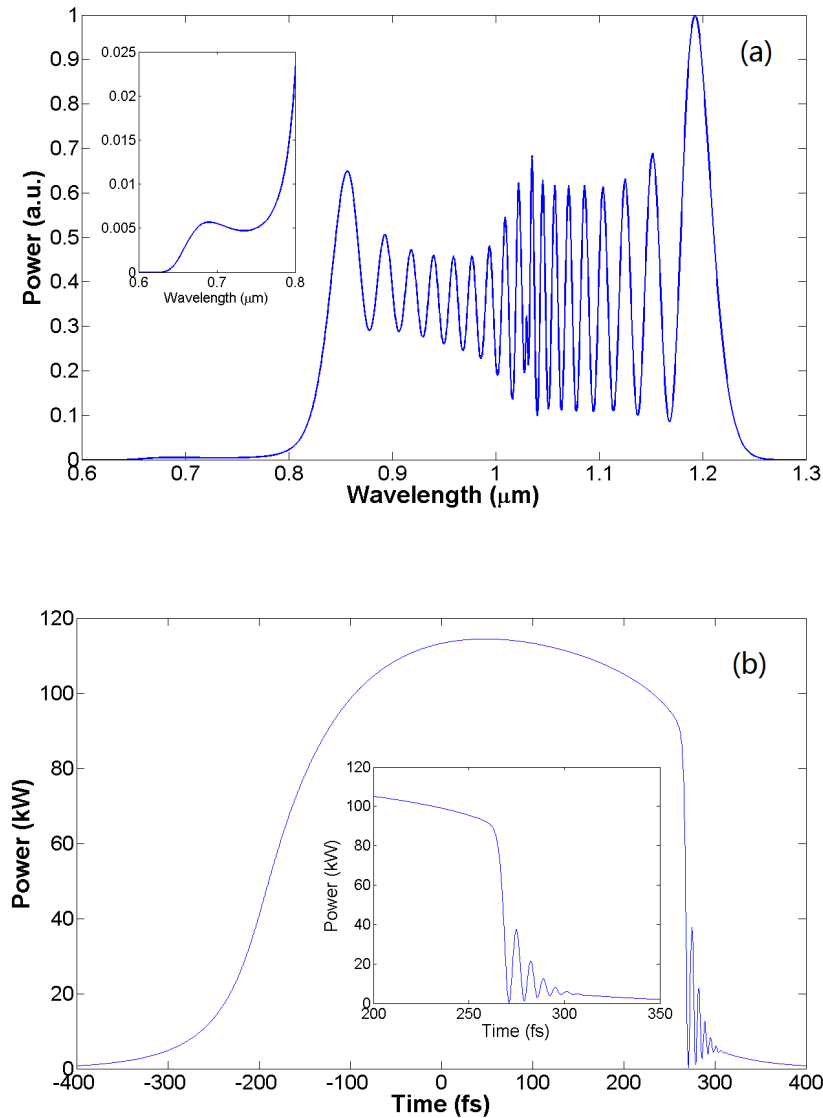 (a)
Power (a.u.)
1
0.9
0.8
0.7
0.6
0.5
0.4
0.3
0.2
0.1
0
0.6 0.7 0.8 0.9 1 1.1 1.2 1.3
Wavelength (μm)
0.025
0.02
0.015
0.01
0.005
0
0.6 0.7 0.8
Wavelength (μm)
(b)
Power (kW)
120
100
80
60
40
20
0
-400 -300 -200 -100 0 100 200 300 400
Time (fs)
Power (kW)
120
100
80
60
40
20
0
200 250 300 350
Time (fs)